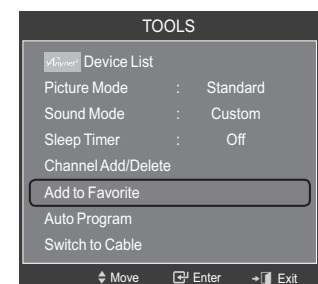 TOOLS
Anynet+ Device List
Picture Mode : Standard
Sound Mode : Custom
Sleep Timer : Off
Channel Add/Delete
Add to Favorite
Auto Program
Switch to Cable
Move Enter Exit